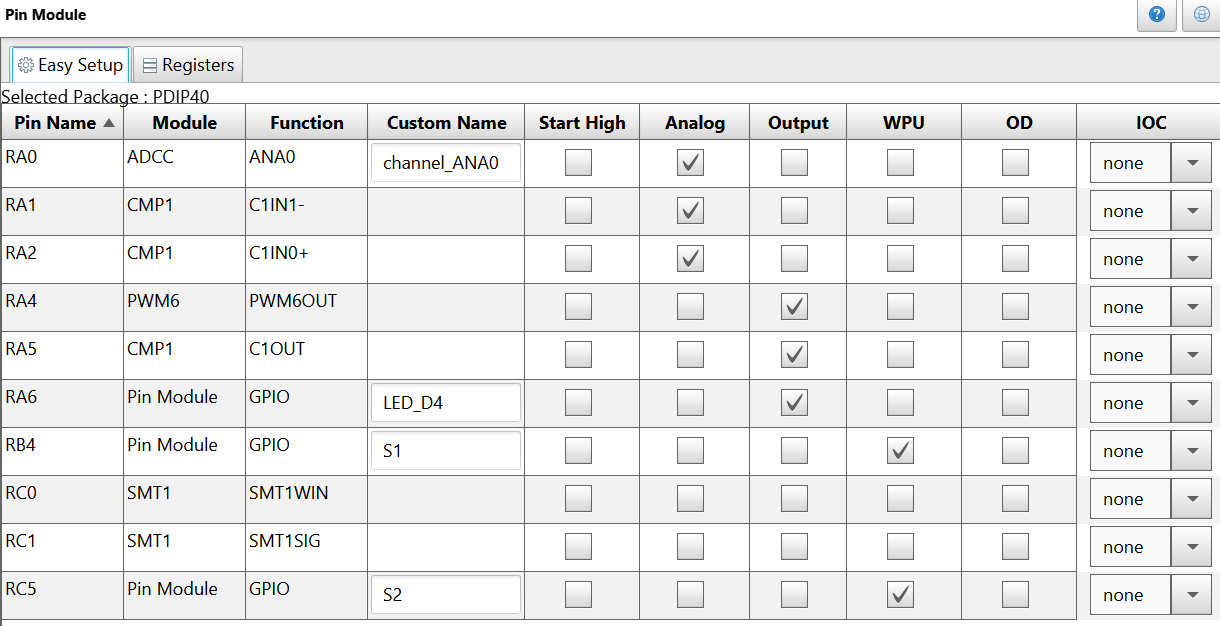 Pin Module
Easy Setup Registers
Selected Package : PDIP40
Pin Name Module Function Custom Name Start High Analog Output WPU OD IOC
RA0 ADCC ANA0 channel_ANA0 none
RA1 CMP1 C1IN1- none
RA2 CMP1 C1IN0+ none
RA4 PWM6 PWM6OUT none
RA5 CMP1 C1OUT none
RA6 Pin Module GPIO LED_D4 none
RB4 Pin Module GPIO S1 none
RC0 SMT1 SMT1WIN none
RC1 SMT1 SMT1SIG none
RC5 Pin Module GPIO S2 none